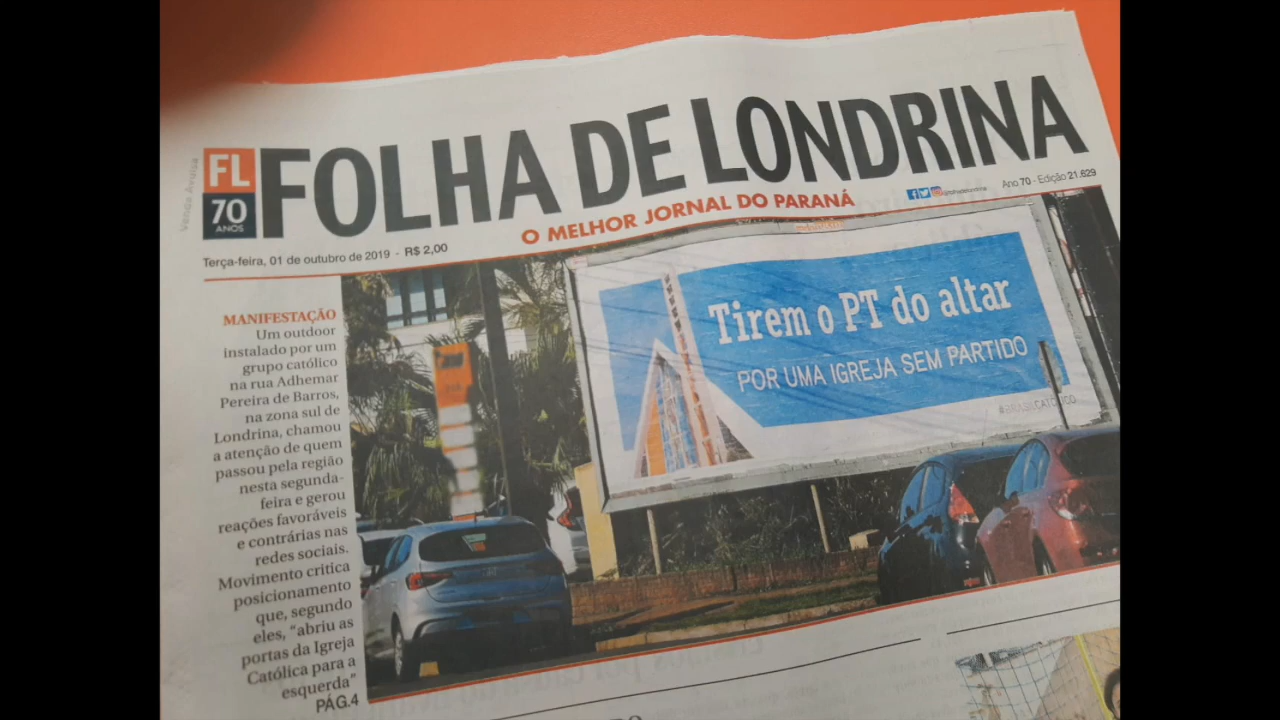 Venda Avulsa
FL
70
ANOS
FOLHA DE LONDRINA
O MELHOR JORNAL DO PARANÁ
Ano 70 - Edição 21.629
Terça-feira, 01 de outubro de 2019 - R$ 2,00
MANIFESTAÇÃO
Um outdoor
instalado por um
grupo católico
na rua Adhemar
Pereira de Barros,
na zona sul de
Londrina, chamou
a atenção de quem
passou pela região
nesta segunda-
feira e gerou
reações favoráveis
e contrárias nas
redes sociais.
Movimento critica
posicionamento
que, segundo
eles, “abriu as
portas da Igreja
Católica para a
esquerda”
PÁG.4
Tirem o PT do altar
POR UMA IGREJA SEM PARTIDO